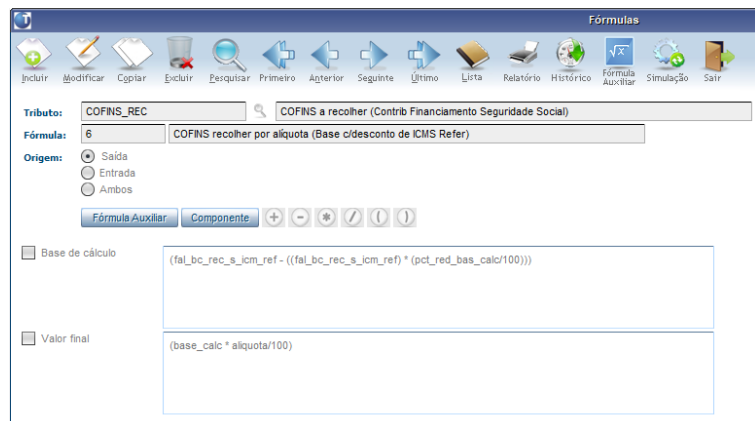 Fórmulas
Incluir Modificar Copiar Excluir Pesquisar Primeiro Anterior Seguinte Último Lista Relatório Histórico Fórmula Auxiliar Simulação Sair
Tributo: COFINS_REC COFINS a recolher (Contrib Financiamento Seguridade Social)
Fórmula: 6 COFINS recolher por alíquota (Base c/desconto de ICMS Refer)
Origem: Saída
Entrada
Ambos
Fórmula Auxiliar Componente + - * / ( )
Base de cálculo (fal_bc_rec_s_icm_ref - ((fal_bc_rec_s_icm_ref) * (pct_red_bas_calc/100)))
Valor final (base_calc * aliquota/100)